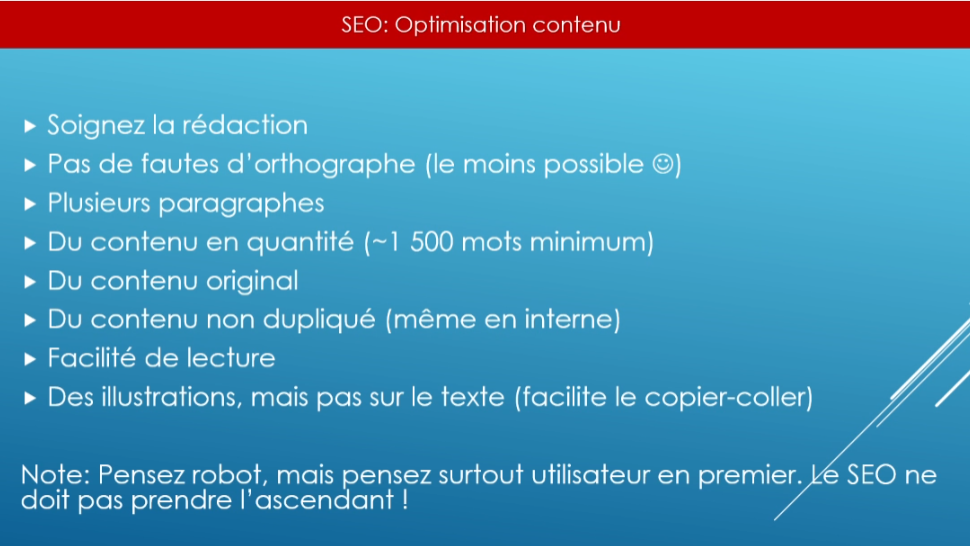 SEO: Optimisation contenu
Soignez la rédaction
Pas de fautes d'orthographe (le moins possible ☺)
Plusieurs paragraphes
Du contenu en quantité (~1 500 mots minimum)
Du contenu original
Du contenu non dupliqué (même en interne)
Facilité de lecture
Des illustrations, mais pas sur le texte (facilite le copier-coller)
Note: Pensez robot, mais pensez surtout utilisateur en premier. Le SEO ne
doit pas prendre l'ascendant !